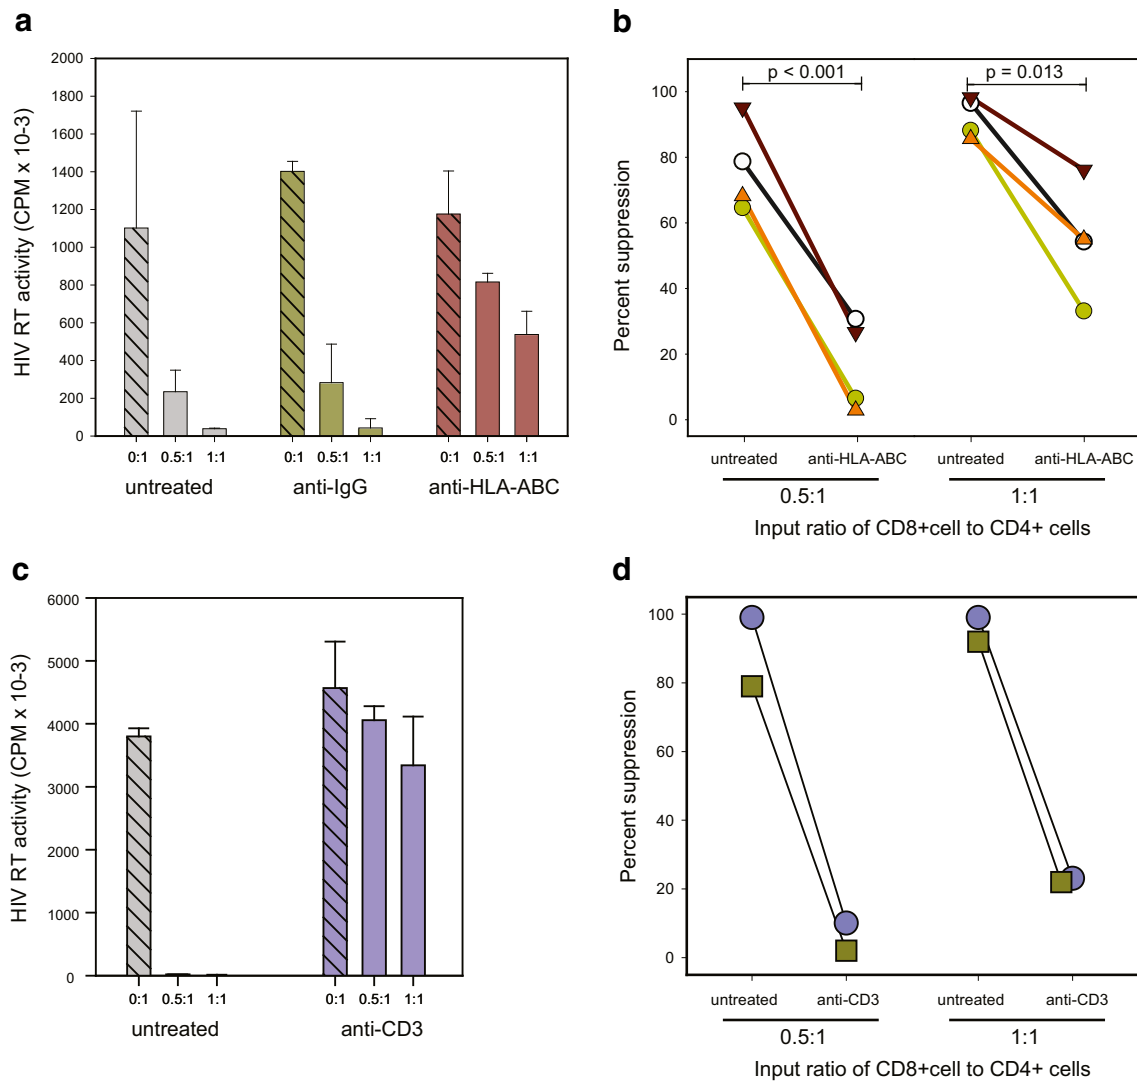 a
HIV RT activity (CPM x 10-3)
2000
1800
1600
1400
1200
1000
800
600
400
200
0
0:1 0.5:1 1:1 0:1 0.5:1 1:1 0:1 0.5:1 1:1
untreated anti-IgG anti-HLA-ABC
b
Percent suppression
p < 0.001 p = 0.013
100
80
60
40
20
0
untreated anti-HLA-ABC untreated anti-HLA-ABC
0.5:1 1:1
Input ratio of CD8+cell to CD4+ cells
c
HIV RT activity (CPM x 10-3)
6000
5000
4000
3000
2000
1000
0
0:1 0.5:1 1:1 0:1 0.5:1 1:1
untreated anti-CD3
d
Percent suppression
100
80
60
40
20
0
untreated anti-CD3 untreated anti-CD3
0.5:1 1:1
Input ratio of CD8+cell to CD4+ cells